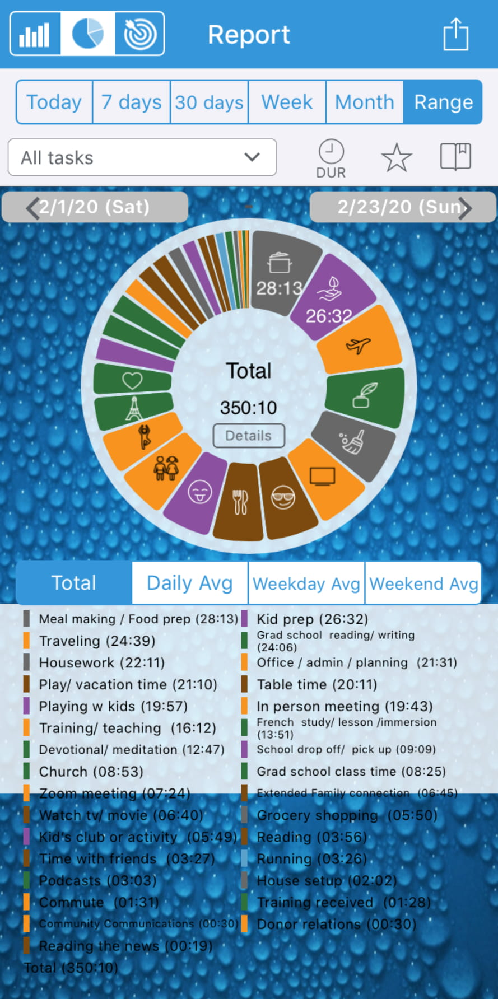 Report
Today 7 days 30 days Week Month Range
All tasks
DUR
2/1/20 (Sat) 2/23/20 (Sun)
28:13
26:32
Total
350:10
Details
Total Daily Avg Weekday Avg Weekend Avg
Meal making / Food prep (28:13) Kid prep (26:32)
Traveling (24:39) Grad school reading/ writing
(24:06)
Housework (22:11) Office / admin / planning (21:31)
Play/ vacation time (21:10) Table time (20:11)
Playing w kids (19:57) In person meeting (19:43)
Training/ teaching (16:12) French study/ lesson /immersion
(13:51)
Devotional/ meditation (12:47) School drop off/ pick up (09:09)
Church (08:53) Grad school class time (08:25)
Zoom meeting (07:24) Extended Family connection (06:45)
Watch tv/ movie (06:40) Grocery shopping (05:50)
Kid's club or activity (05:49) Reading (03:56)
Time with friends (03:27) Running (03:26)
Podcasts (03:03) House setup (02:02)
Commute (01:31) Training received (01:28)
Community Communications (00:30) Donor relations (00:30)
Reading the news (00:19)
Total (350:10)